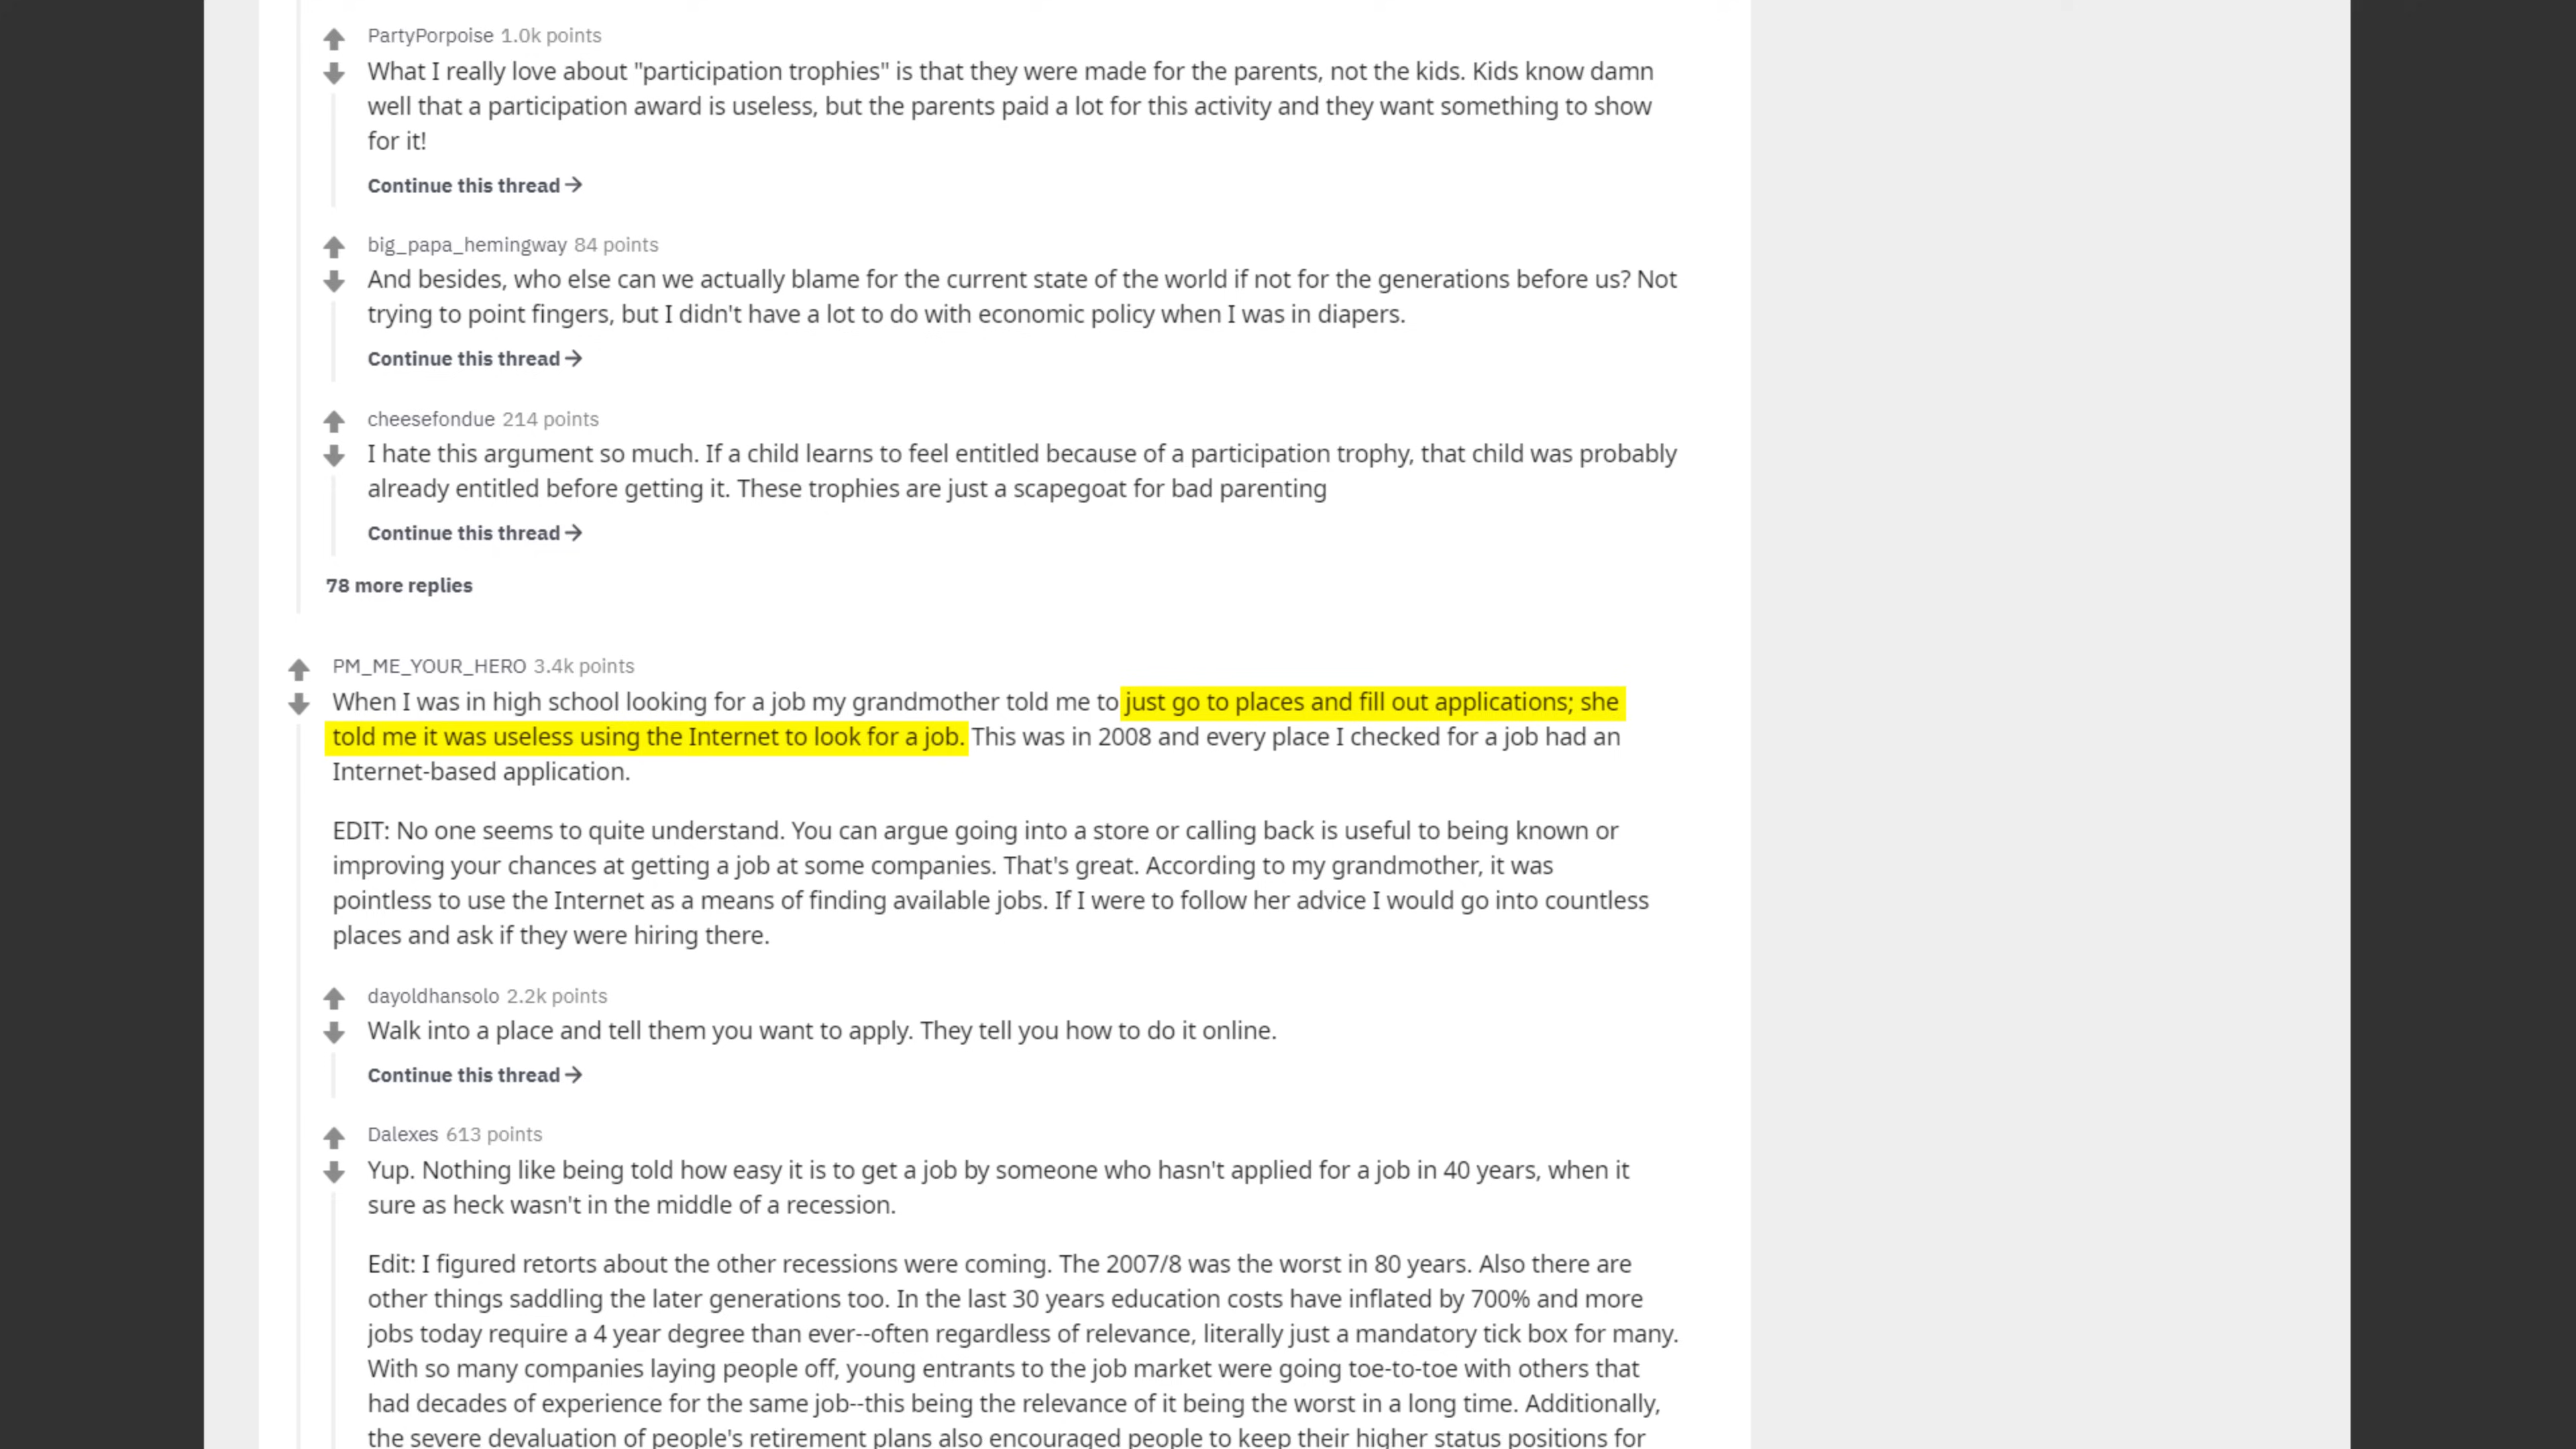 PartyPorpoise 1.0k points
What I really love about "participation trophies" is that they were made for the parents, not the kids. Kids know damn
well that a participation award is useless, but the parents paid a lot for this activity and they want something to show
for it!
Continue this thread →
big_papa_hemingway 84 points
And besides, who else can we actually blame for the current state of the world if not for the generations before us? Not
trying to point fingers, but I didn't have a lot to do with economic policy when I was in diapers.
Continue this thread →
cheesefondue 214 points
I hate this argument so much. If a child learns to feel entitled because of a participation trophy, that child was probably
already entitled before getting it. These trophies are just a scapegoat for bad parenting
Continue this thread →
78 more replies
PM_ME_YOUR_HERO 3.4k points
When I was in high school looking for a job my grandmother told me to just go to places and fill out applications; she
told me it was useless using the Internet to look for a job. This was in 2008 and every place I checked for a job had an
Internet-based application.
EDIT: No one seems to quite understand. You can argue going into a store or calling back is useful to being known or
improving your chances at getting a job at some companies. That's great. According to my grandmother, it was
pointless to use the Internet as a means of finding available jobs. If I were to follow her advice I would go into countless
places and ask if they were hiring there.
dayoldhansolo 2.2k points
Walk into a place and tell them you want to apply. They tell you how to do it online.
Continue this thread →
Dalexes 613 points
Yup. Nothing like being told how easy it is to get a job by someone who hasn't applied for a job in 40 years, when it
sure as heck wasn't in the middle of a recession.
Edit: I figured retorts about the other recessions were coming. The 2007/8 was the worst in 80 years. Also there are
other things saddling the later generations too. In the last 30 years education costs have inflated by 700% and more
jobs today require a 4 year degree than ever--often regardless of relevance, literally just a mandatory tick box for many.
With so many companies laying people off, young entrants to the job market were going toe-to-toe with others that
had decades of experience for the same job--this being the relevance of it being the worst in a long time. Additionally,
the severe devaluation of people's retirement plans also encouraged people to keep their higher status positions for